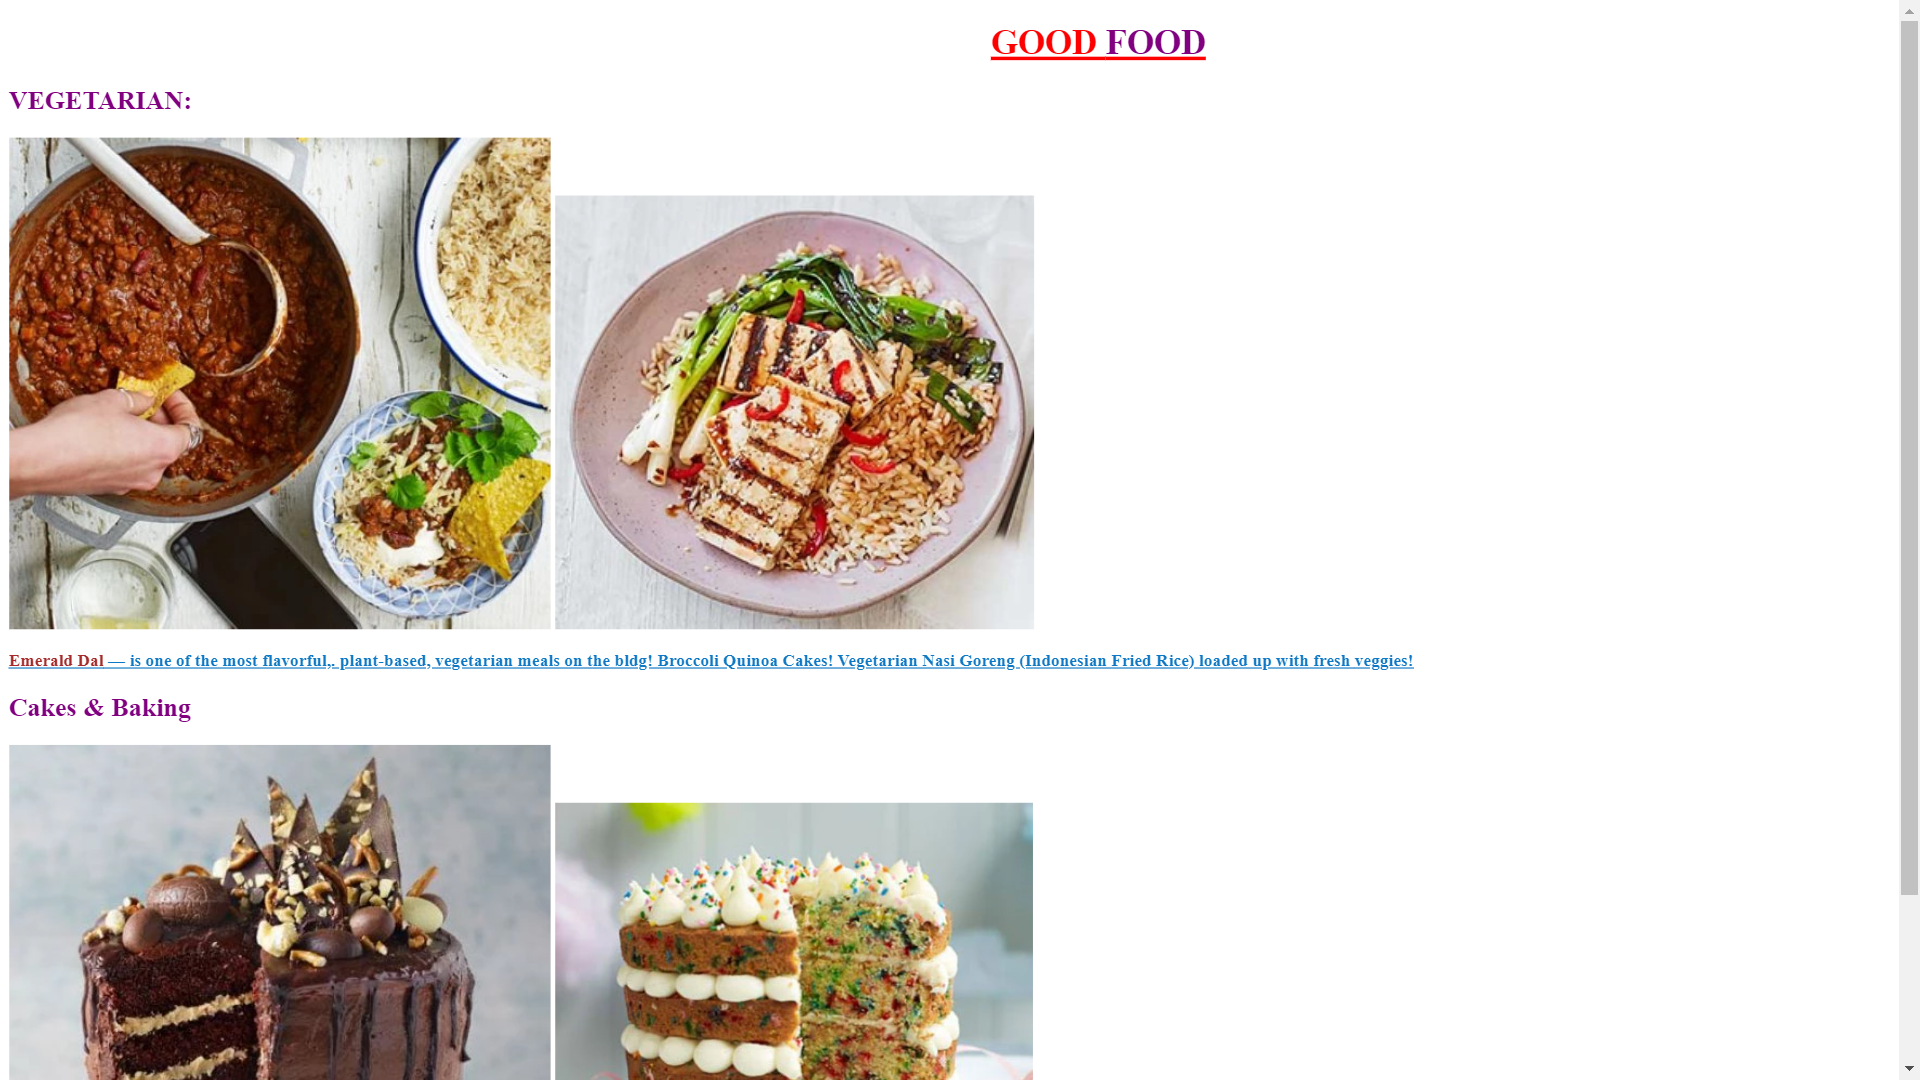 GOOD FOOD
VEGETARIAN:
Emerald Dal — is one of the most flavorful,. plant-based, vegetarian meals on the bldg! Broccoli Quinoa Cakes! Vegetarian Nasi Goreng (Indonesian Fried Rice) loaded up with fresh veggies!
Cakes & Baking